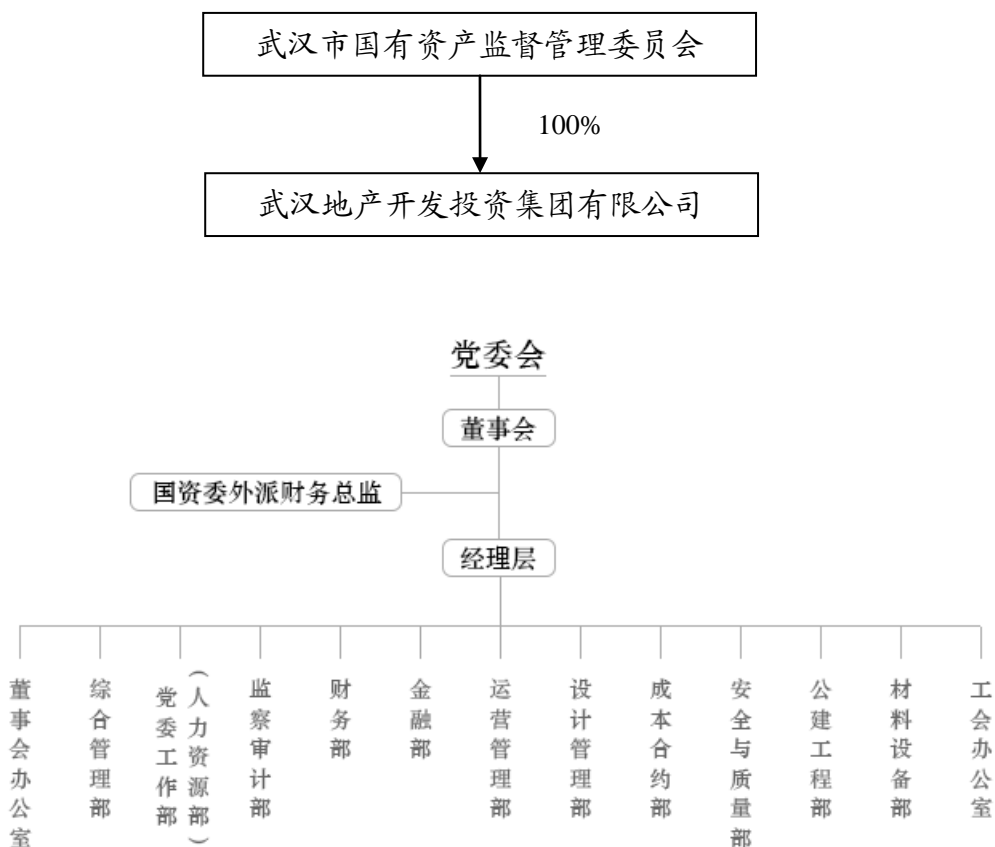 武汉市国有资产监督管理委员会
100%
武汉地产开发投资集团有限公司
党委会
董事会
国资委外派财务总监
经理层
董事会办公室
综合管理部
党委工作部
（人力资源部）
监察审计部
财务部
金融部
运营管理部
设计管理部
成本合约部
安全与质量部
公建工程部
材料设备部
工会办公室